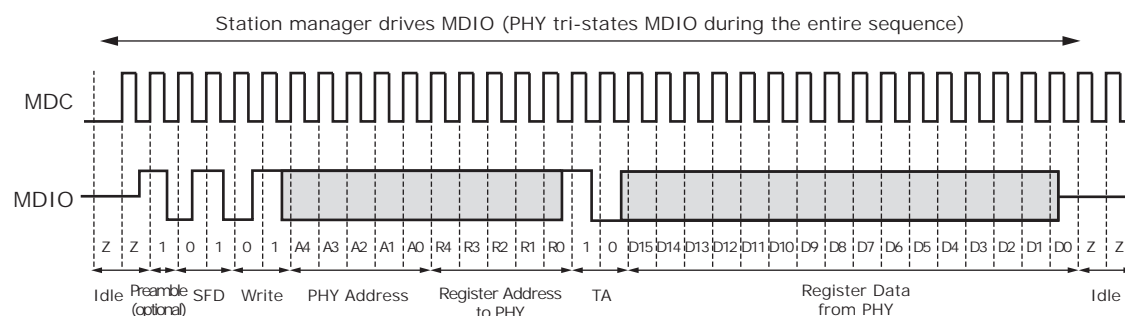 Station manager drives MDIO (PHY tri-states MDIO during the entire sequence)
MDC
MDIO
Z Z 1 0 1 0 1 A4 A3 A2 A1 A0 R4 R3 R2 R1 R0 1 0 D15 D14 D13 D12 D11 D10 D9 D8 D7 D6 D5 D4 D3 D2 D1 D0 Z Z
Idle Preamble SFD Write PHY Address Register Address TA Register Data Idle
(optional) to PHY from PHY